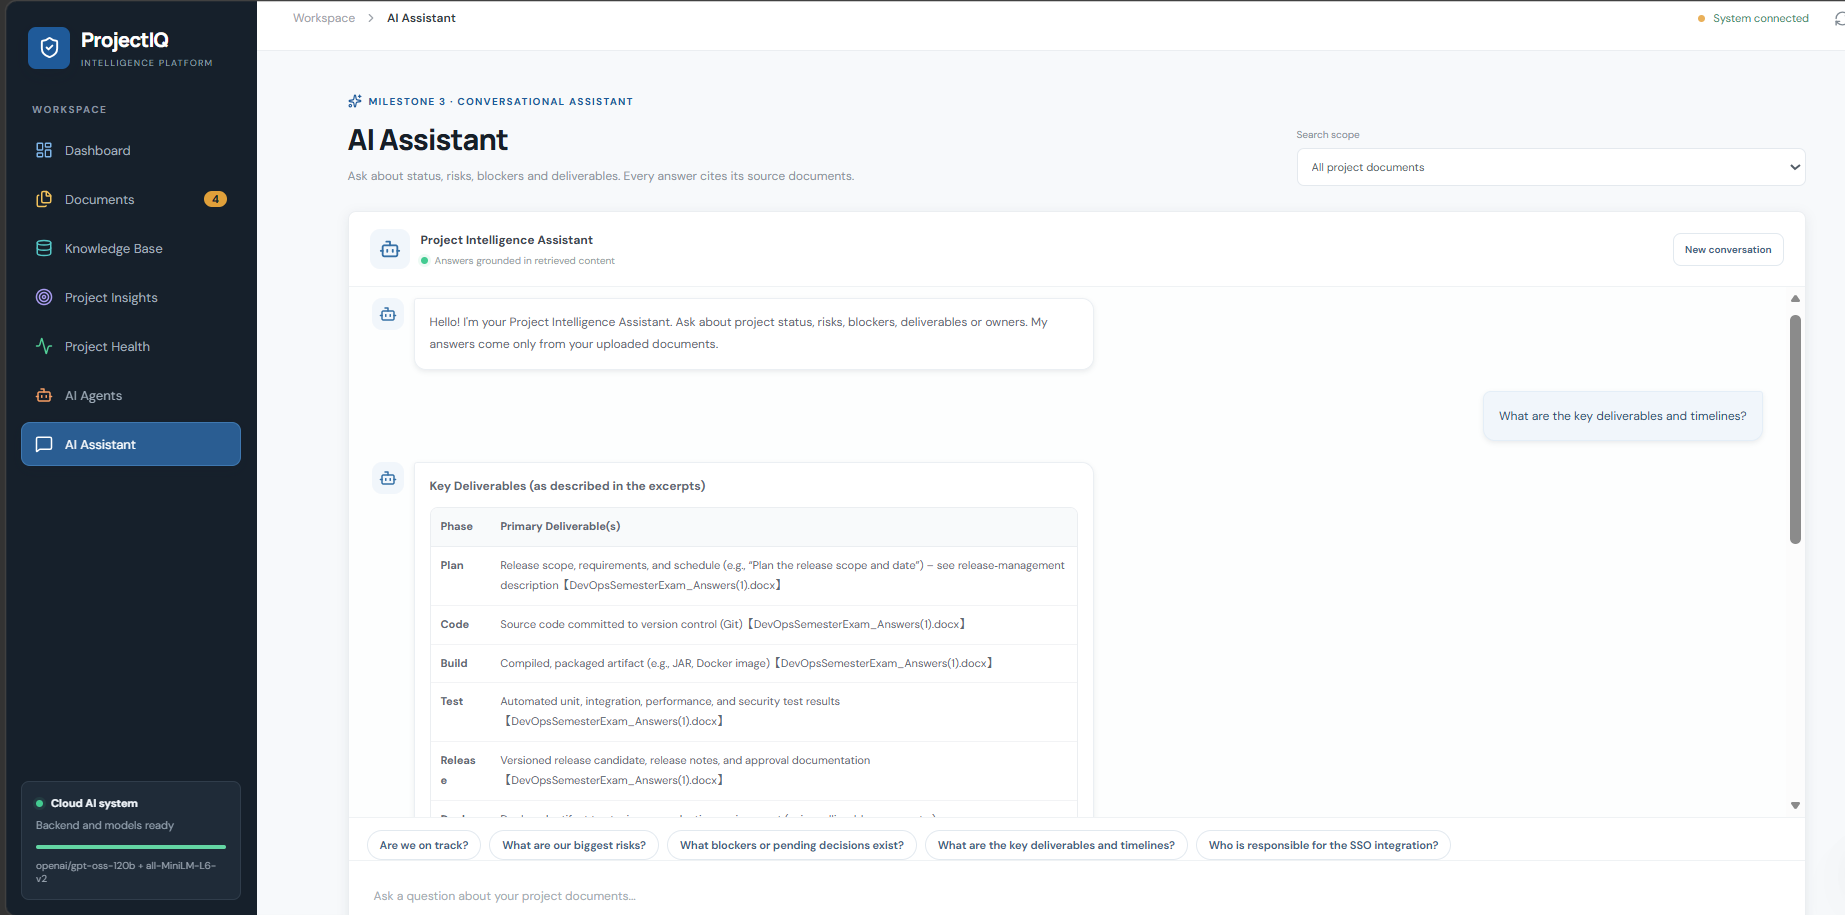 ProjectIQ
INTELLIGENCE PLATFORM
WORKSPACE
Dashboard
Documents 4
Knowledge Base
Project Insights
Project Health
AI Agents
AI Assistant
Cloud AI system
Backend and models ready
openai/gpt-oss-120b + all-MiniLM-L6-
v2
Workspace > AI Assistant
System connected
MILESTONE 3 · CONVERSATIONAL ASSISTANT
AI Assistant
Ask about status, risks, blockers and deliverables. Every answer cites its source documents.
Search scope
All project documents
Project Intelligence Assistant
Answers grounded in retrieved content
New conversation
Hello! I'm your Project Intelligence Assistant. Ask about project status, risks, blockers, deliverables or owners. My
answers come only from your uploaded documents.
What are the key deliverables and timelines?
Key Deliverables (as described in the excerpts)
Phase Primary Deliverable(s)
Plan Release scope, requirements, and schedule (e.g., “Plan the release scope and date”) – see release-management
description【DevOpsSemesterExam_Answers(1).docx】
Code Source code committed to version control (Git)【DevOpsSemesterExam_Answers(1).docx】
Build Compiled, packaged artifact (e.g., JAR, Docker image)【DevOpsSemesterExam_Answers(1).docx】
Test Automated unit, integration, performance, and security test results
【DevOpsSemesterExam_Answers(1).docx】
Releas Versioned release candidate, release notes, and approval documentation
e 【DevOpsSemesterExam_Answers(1).docx】
Are we on track?
What are our biggest risks?
What blockers or pending decisions exist?
What are the key deliverables and timelines?
Who is responsible for the SSO integration?
Ask a question about your project documents...